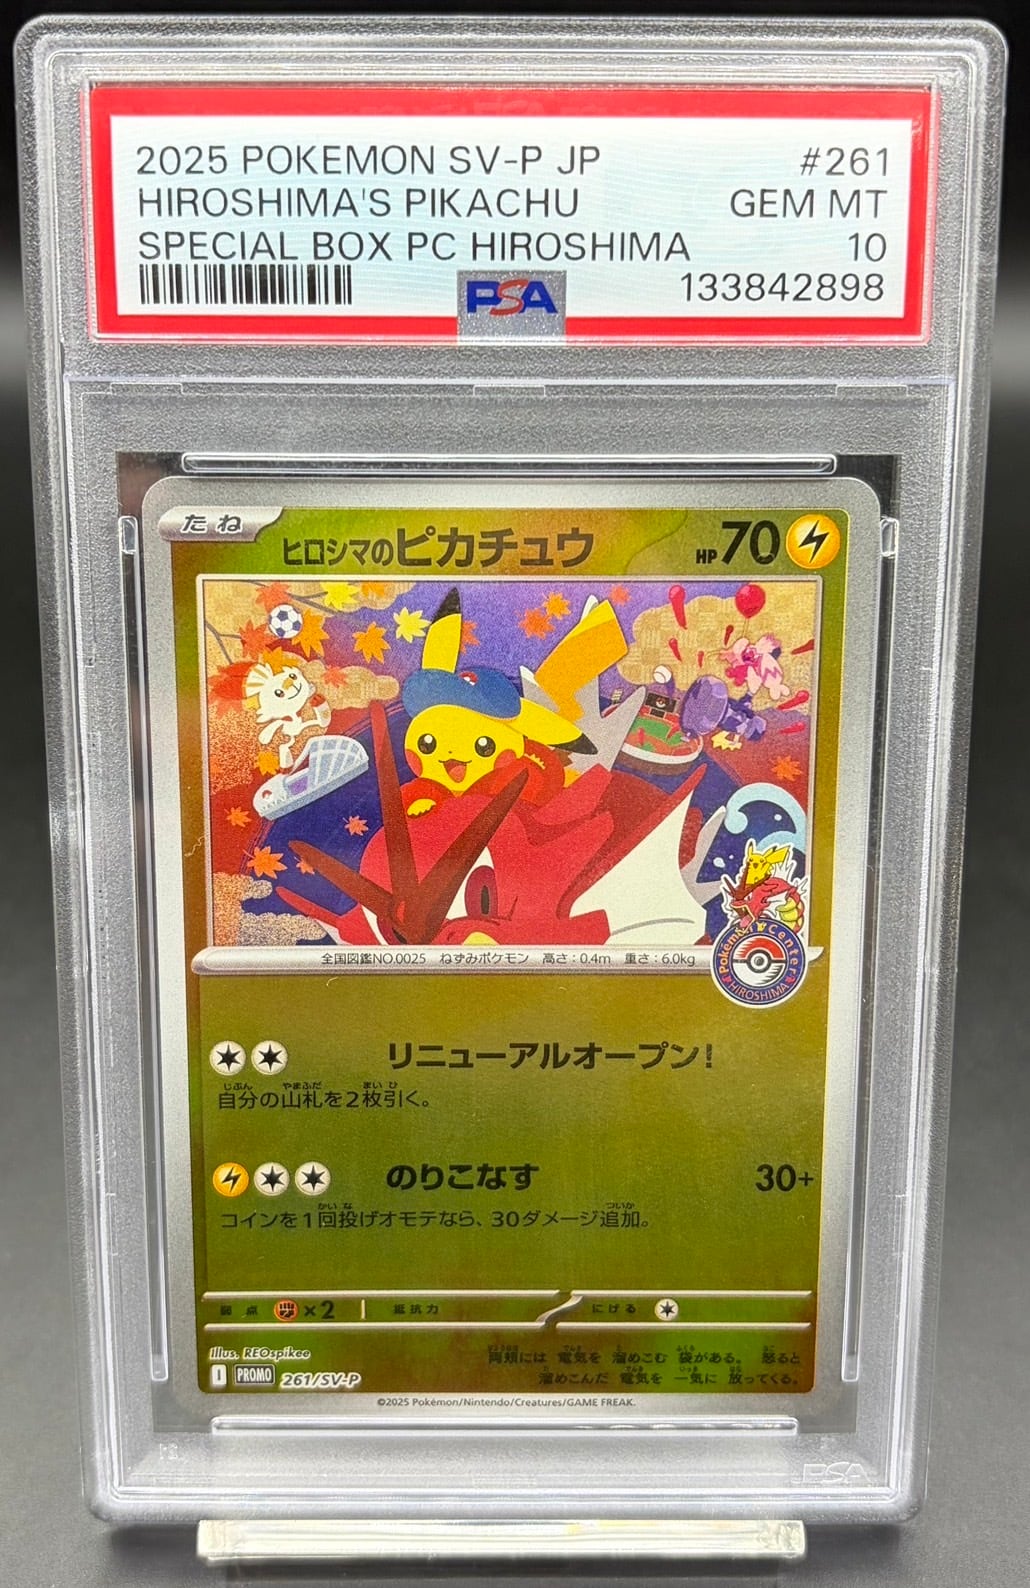 2025 POKEMON SV-P JP #261
HIROSHIMA'S PIKACHU GEM MT
SPECIAL BOX PC HIROSHIMA 10
PSA 133842898
たね
ヒロシマのピカチュウ HP 70
全国図鑑NO.0025 ねずみポケモン 高さ:0.4m 重さ:6.0kg
Pokémon Center
HIROSHIMA
リニューアルオープン!
自分の山札を2枚引く。
のりこなす 30+
コインを1回投げオモテなら、30ダメージ追加。
弱点 ×2 抵抗力 にげる
Illus. REOspikee
両頬には 電気を 溜めこむ 袋がある。 怒ると
I PROMO 261/SV-P
溜めこんだ 電気を 一気に 放ってくる。
©2025 Pokémon/Nintendo/Creatures/GAME FREAK.
PSA